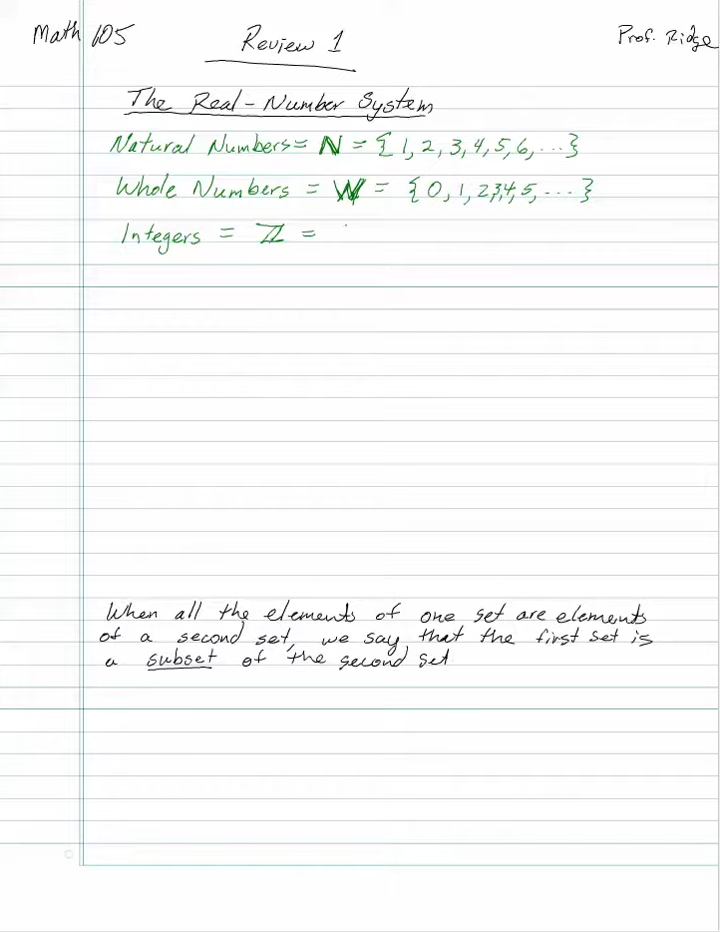 Math 105 Review 1 Prof. Ridge
The Real-Number System
Natural Numbers = ℕ = {1, 2, 3, 4, 5, 6, ...}
Whole Numbers = W = {0, 1, 2, 3, 4, 5, ...}
Integers = ℤ =
When all the elements of one set are elements
of a second set, we say that the first set is
a subset of the second set